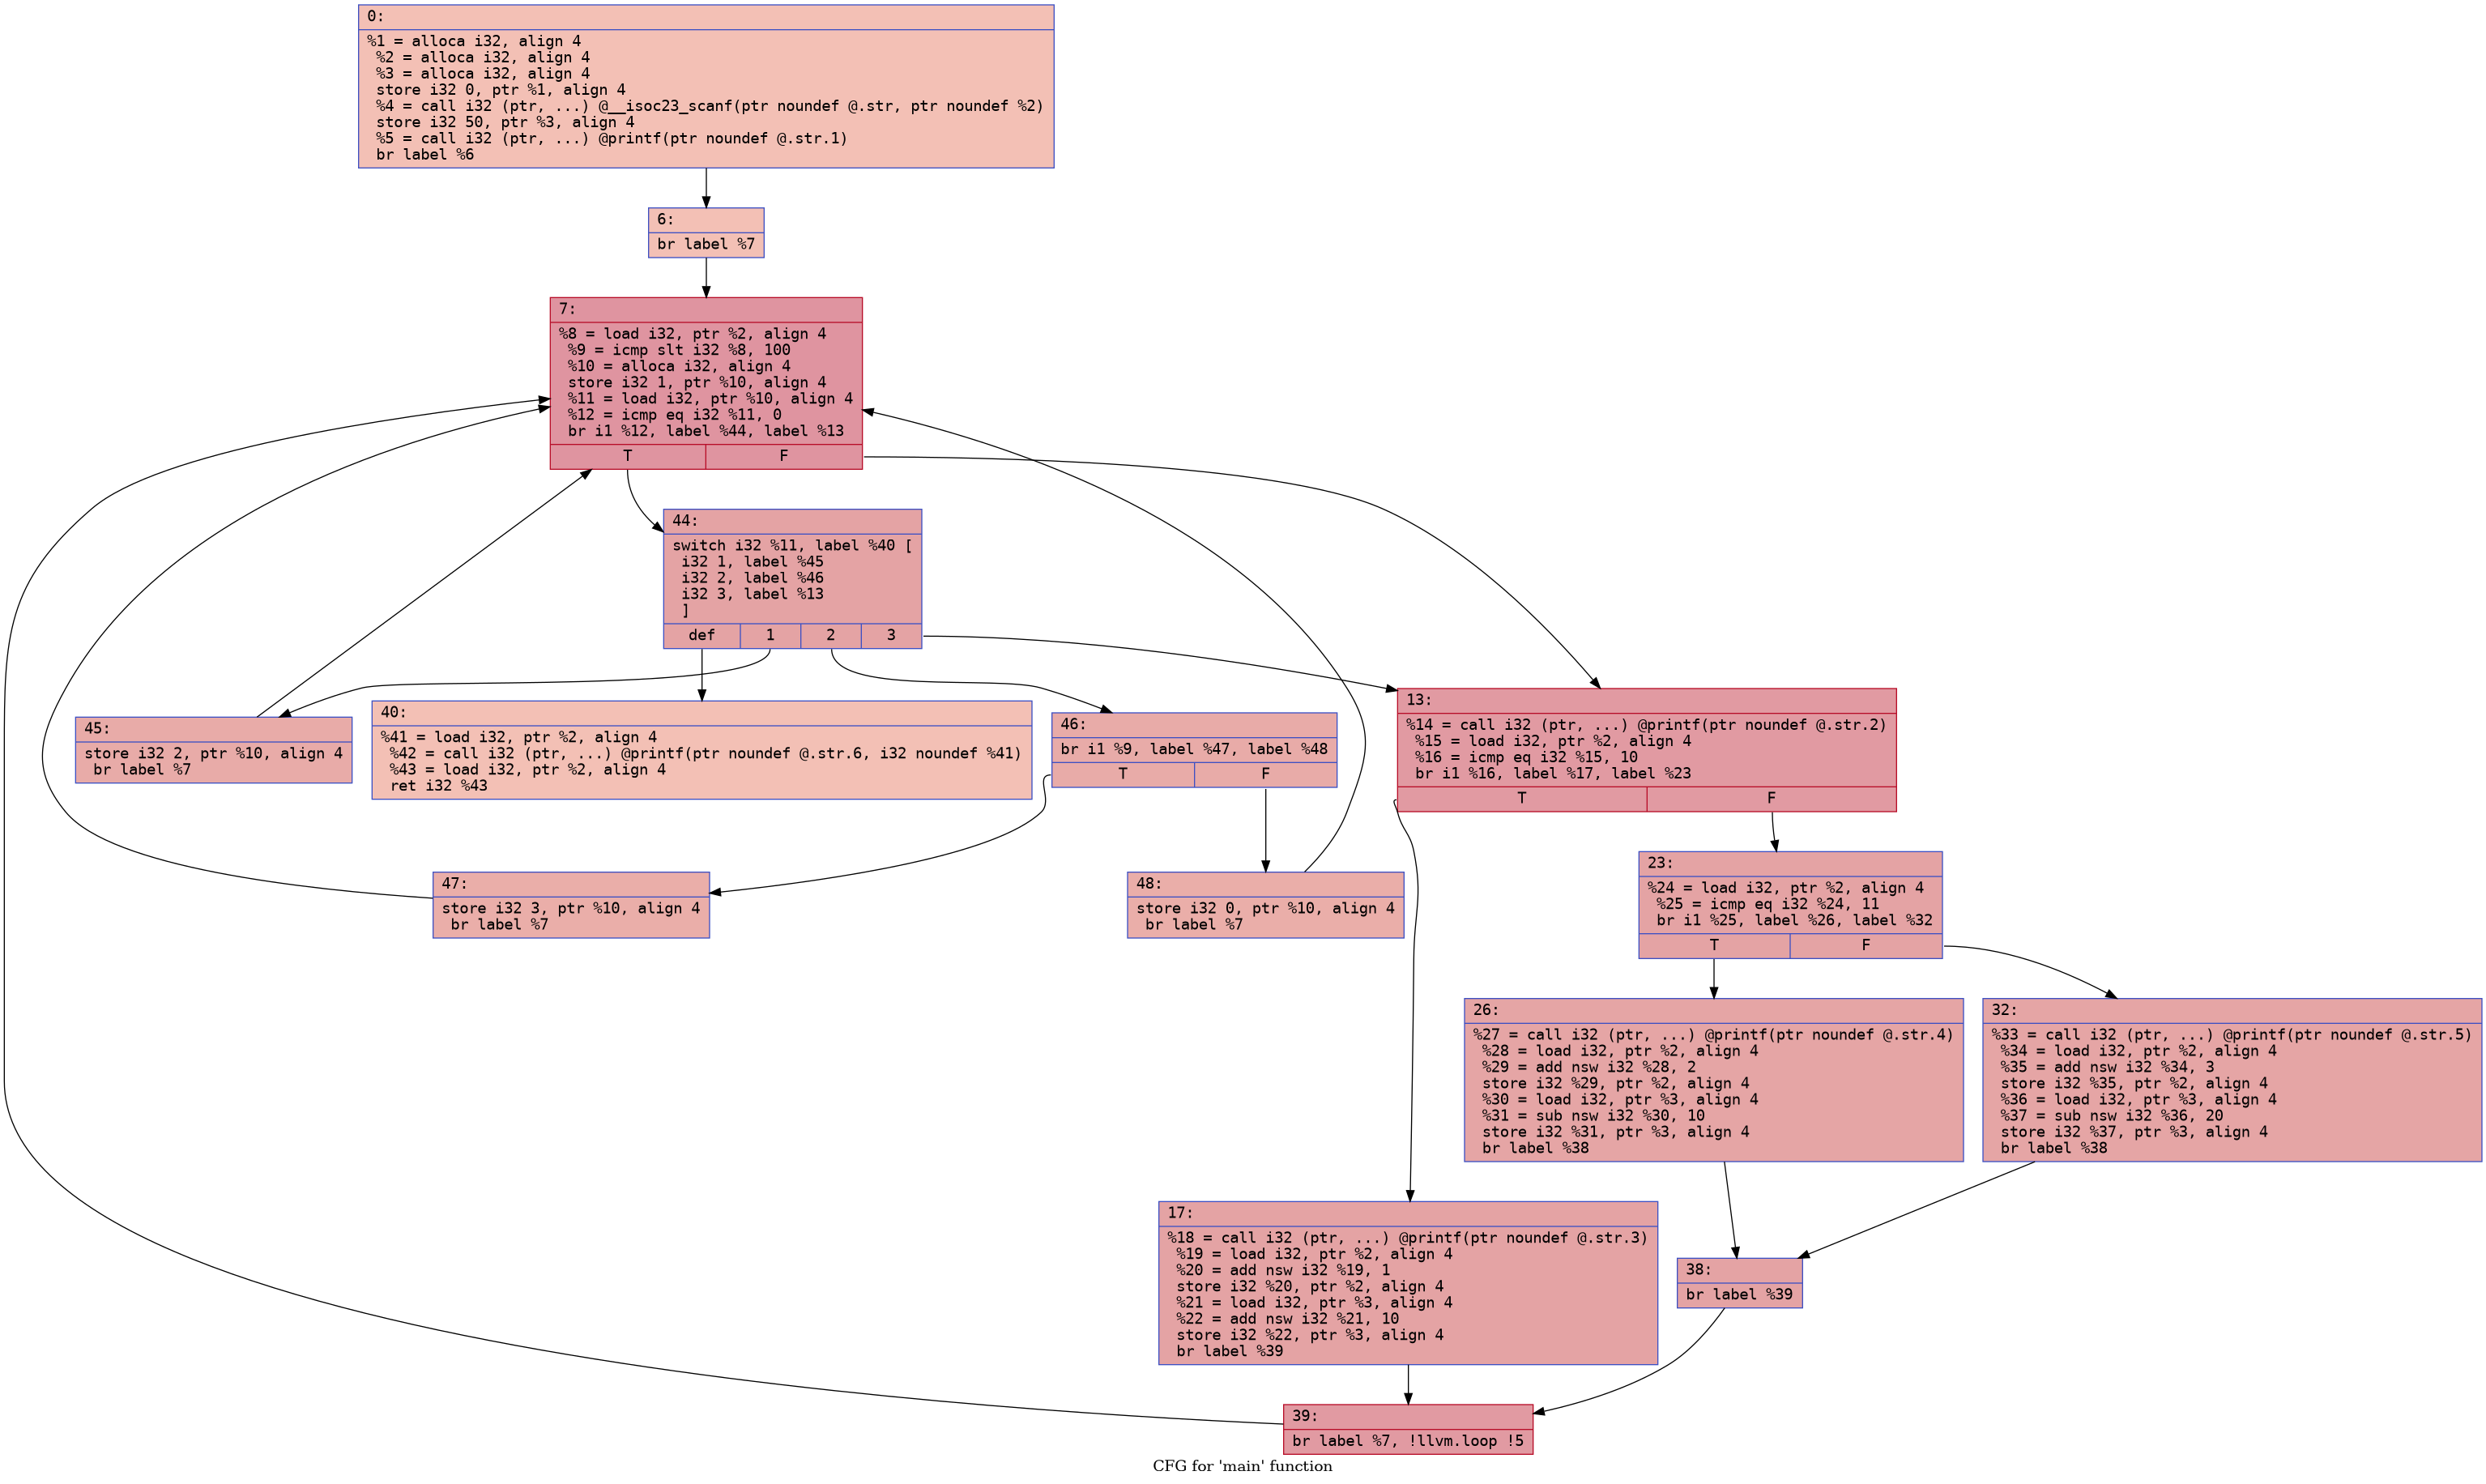 0:
%1 = alloca i32, align 4
%2 = alloca i32, align 4
%3 = alloca i32, align 4
store i32 0, ptr %1, align 4
%4 = call i32 (ptr, ...) @__isoc23_scanf(ptr noundef @.str, ptr noundef %2)
store i32 50, ptr %3, align 4
%5 = call i32 (ptr, ...) @printf(ptr noundef @.str.1)
br label %6
6:
br label %7
7:
%8 = load i32, ptr %2, align 4
%9 = icmp slt i32 %8, 100
%10 = alloca i32, align 4
store i32 1, ptr %10, align 4
%11 = load i32, ptr %10, align 4
%12 = icmp eq i32 %11, 0
br i1 %12, label %44, label %13
T F
44:
switch i32 %11, label %40 [
i32 1, label %45
i32 2, label %46
i32 3, label %13
]
def 1 2 3
45:
store i32 2, ptr %10, align 4
br label %7
40:
%41 = load i32, ptr %2, align 4
%42 = call i32 (ptr, ...) @printf(ptr noundef @.str.6, i32 noundef %41)
%43 = load i32, ptr %2, align 4
ret i32 %43
46:
br i1 %9, label %47, label %48
T F
13:
%14 = call i32 (ptr, ...) @printf(ptr noundef @.str.2)
%15 = load i32, ptr %2, align 4
%16 = icmp eq i32 %15, 10
br i1 %16, label %17, label %23
T F
47:
store i32 3, ptr %10, align 4
br label %7
48:
store i32 0, ptr %10, align 4
br label %7
23:
%24 = load i32, ptr %2, align 4
%25 = icmp eq i32 %24, 11
br i1 %25, label %26, label %32
T F
26:
%27 = call i32 (ptr, ...) @printf(ptr noundef @.str.4)
%28 = load i32, ptr %2, align 4
%29 = add nsw i32 %28, 2
store i32 %29, ptr %2, align 4
%30 = load i32, ptr %3, align 4
%31 = sub nsw i32 %30, 10
store i32 %31, ptr %3, align 4
br label %38
32:
%33 = call i32 (ptr, ...) @printf(ptr noundef @.str.5)
%34 = load i32, ptr %2, align 4
%35 = add nsw i32 %34, 3
store i32 %35, ptr %2, align 4
%36 = load i32, ptr %3, align 4
%37 = sub nsw i32 %36, 20
store i32 %37, ptr %3, align 4
br label %38
17:
%18 = call i32 (ptr, ...) @printf(ptr noundef @.str.3)
%19 = load i32, ptr %2, align 4
%20 = add nsw i32 %19, 1
store i32 %20, ptr %2, align 4
%21 = load i32, ptr %3, align 4
%22 = add nsw i32 %21, 10
store i32 %22, ptr %3, align 4
br label %39
38:
br label %39
39:
br label %7, !llvm.loop !5
CFG for 'main' function